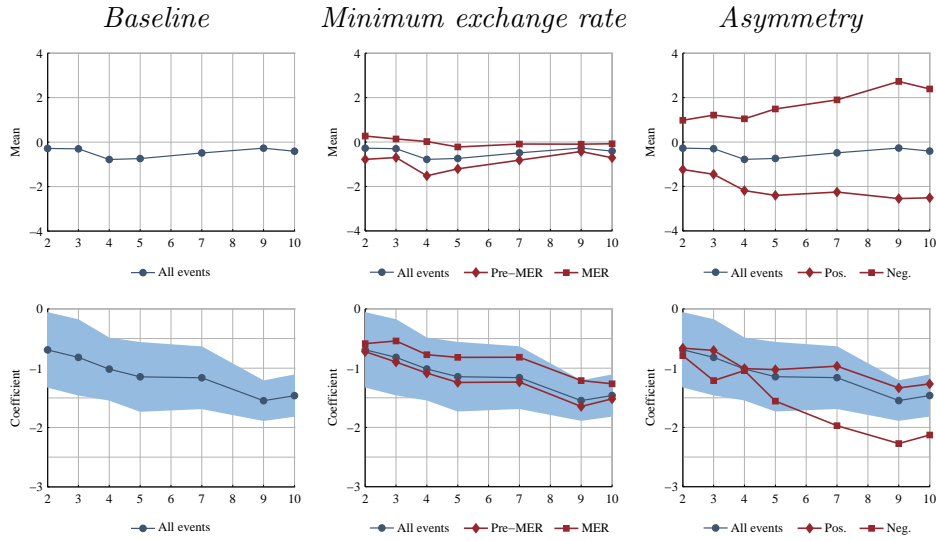 Baseline
Minimum exchange rate
Asymmetry
4
2
0
−2
−4
Mean
2 3 4 5 6 7 8 9 10
All events
4
2
0
−2
−4
Mean
2 3 4 5 6 7 8 9 10
All events Pre−MER MER
4
2
0
−2
−4
Mean
2 3 4 5 6 7 8 9 10
All events Pos. Neg.
0
−1
−2
−3
Coefficient
2 3 4 5 6 7 8 9 10
All events
0
−1
−2
−3
Coefficient
2 3 4 5 6 7 8 9 10
All events Pre−MER MER
0
−1
−2
−3
Coefficient
2 3 4 5 6 7 8 9 10
All events Pos. Neg.